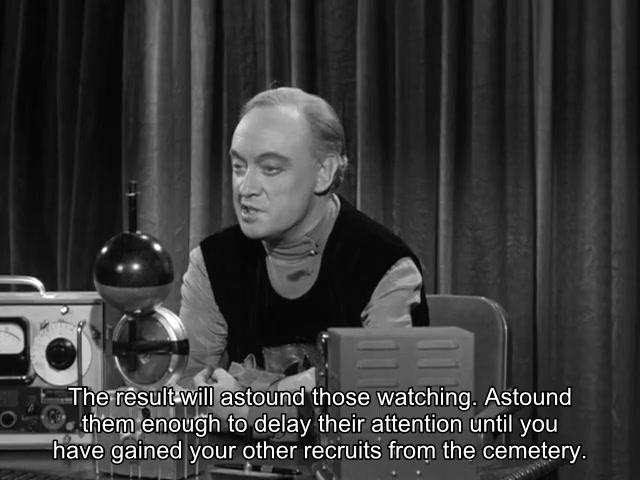 The result will astound those watching. Astound
them enough to delay their attention until you
have gained your other recruits from the cemetery.